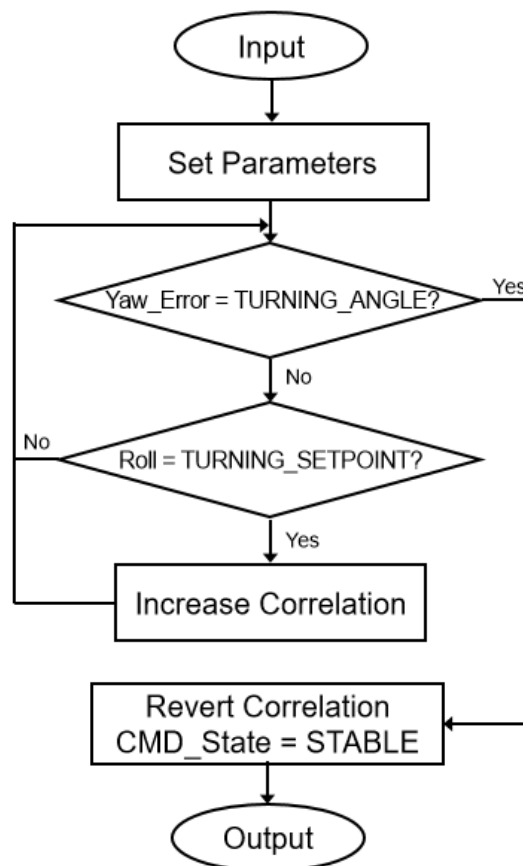 Input
Set Parameters
Yaw_Error = TURNING_ANGLE?
Yes
No
No
Roll = TURNING_SETPOINT?
Yes
Increase Correlation
Revert Correlation
CMD_State = STABLE
Output